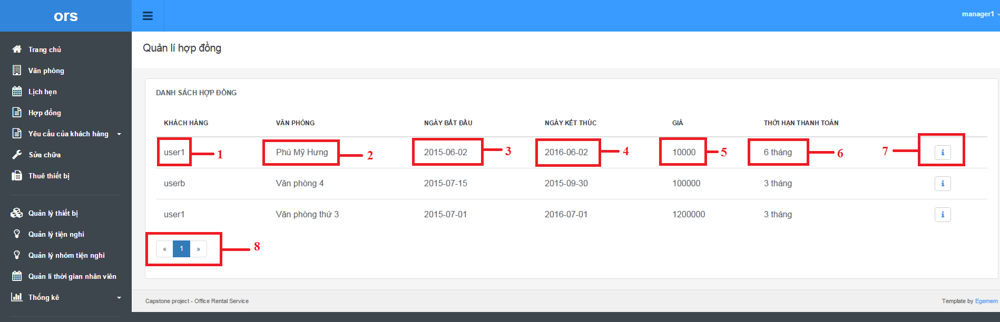 ors
manager1
Trang chủ
Văn phòng
Lịch hẹn
Hợp đồng
Yêu cầu của khách hàng
Sửa chữa
Thuê thiết bị
Quản lý thiết bị
Quản lý tiện nghi
Quản lý nhóm tiện nghi
Quản lí thời gian nhân viên
Thống kê
Quản lí hợp đồng
DANH SÁCH HỢP ĐỒNG
KHÁCH HÀNG VĂN PHÒNG NGÀY BẮT ĐẦU NGÀY KẾT THÚC GIÁ THỜI HẠN THANH TOÁN
user1 1 Phú Mỹ Hưng 2 2015-06-02 3 2016-06-02 4 10000 5 6 tháng 6 7 i
userb Văn phòng 4 2015-07-15 2015-09-30 100000 3 tháng i
user1 Văn phòng thứ 3 2015-07-01 2016-07-01 1200000 3 tháng i
« 1 » 8
Capstone project - Office Rental Service Template by Egemem